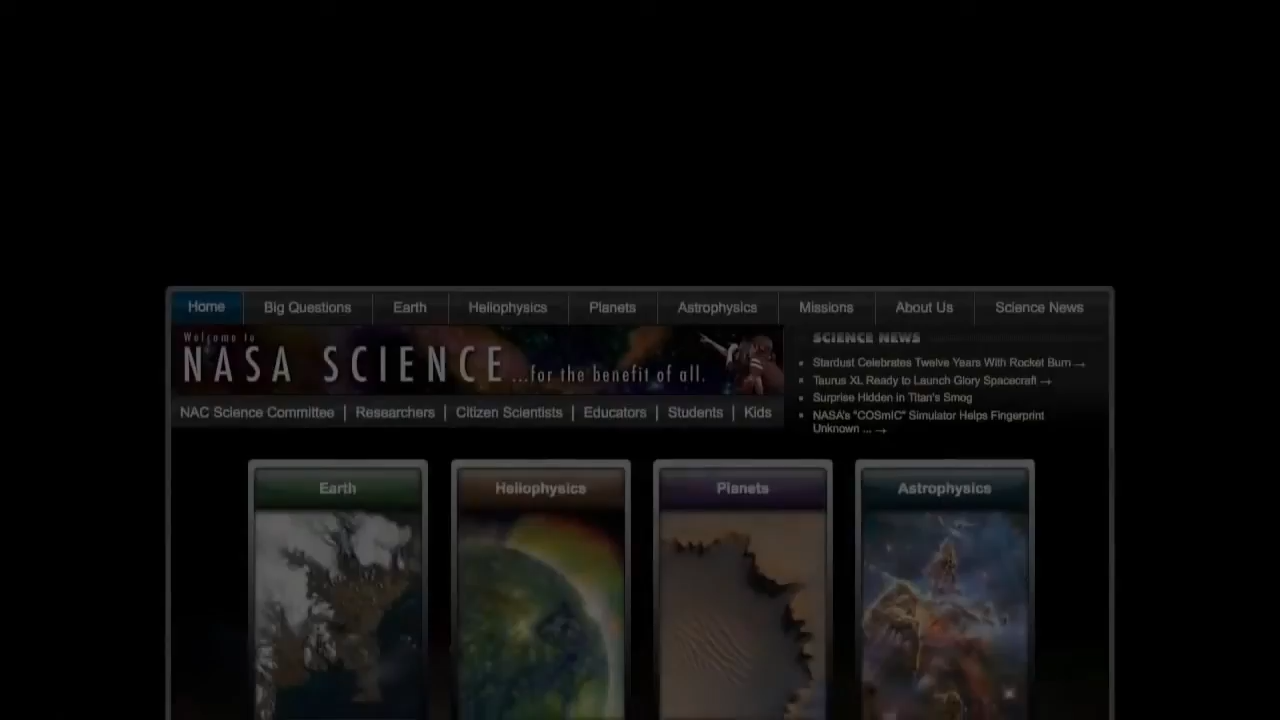 Home Big Questions Earth Heliophysics Planets Astrophysics Missions About Us Science News
Welcome to
NASA SCIENCE ...for the benefit of all.
NAC Science Committee | Researchers | Citizen Scientists | Educators | Students | Kids
SCIENCE NEWS
Stardust Celebrates Twelve Years With Rocket Burn →
Taurus XL Ready to Launch Glory Spacecraft →
Surprise Hidden in Titan's Smog
NASA's "COSmIC" Simulator Helps Fingerprint
Unknown ... →
Earth Heliophysics Planets Astrophysics